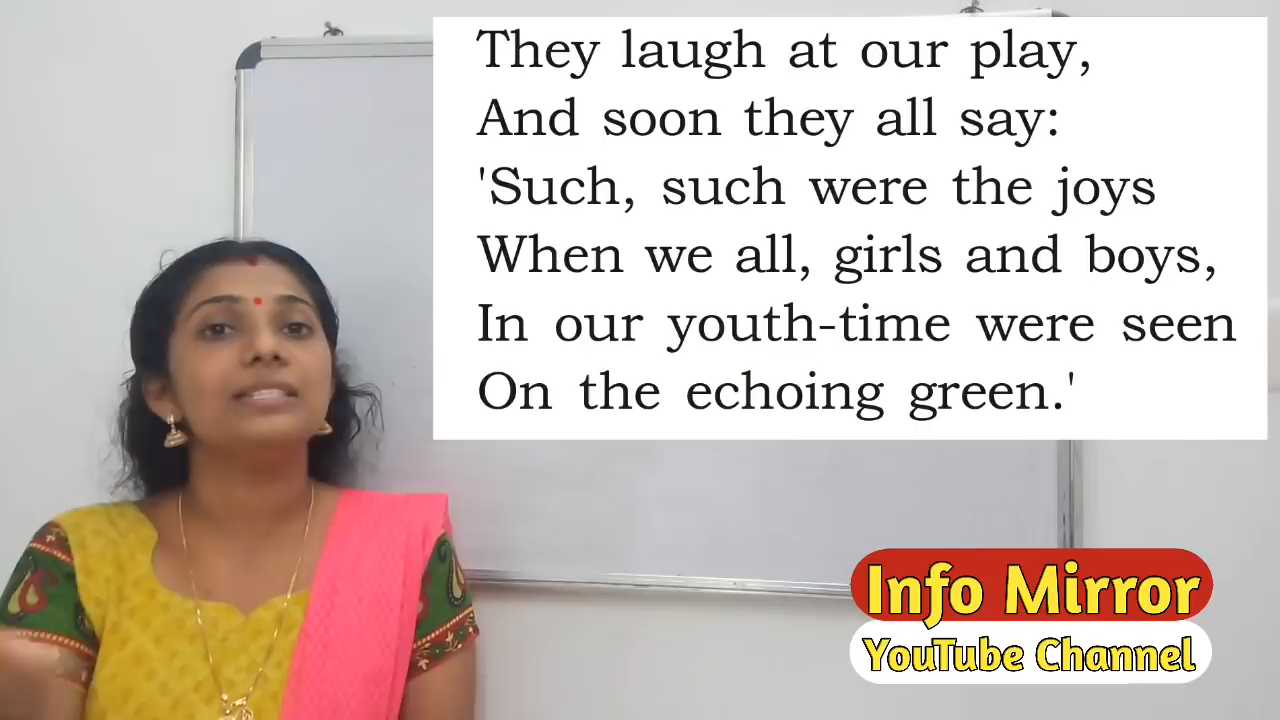 They laugh at our play,
And soon they all say:
'Such, such were the joys
When we all, girls and boys,
In our youth-time were seen
On the echoing green.'
Info Mirror
YouTube Channel